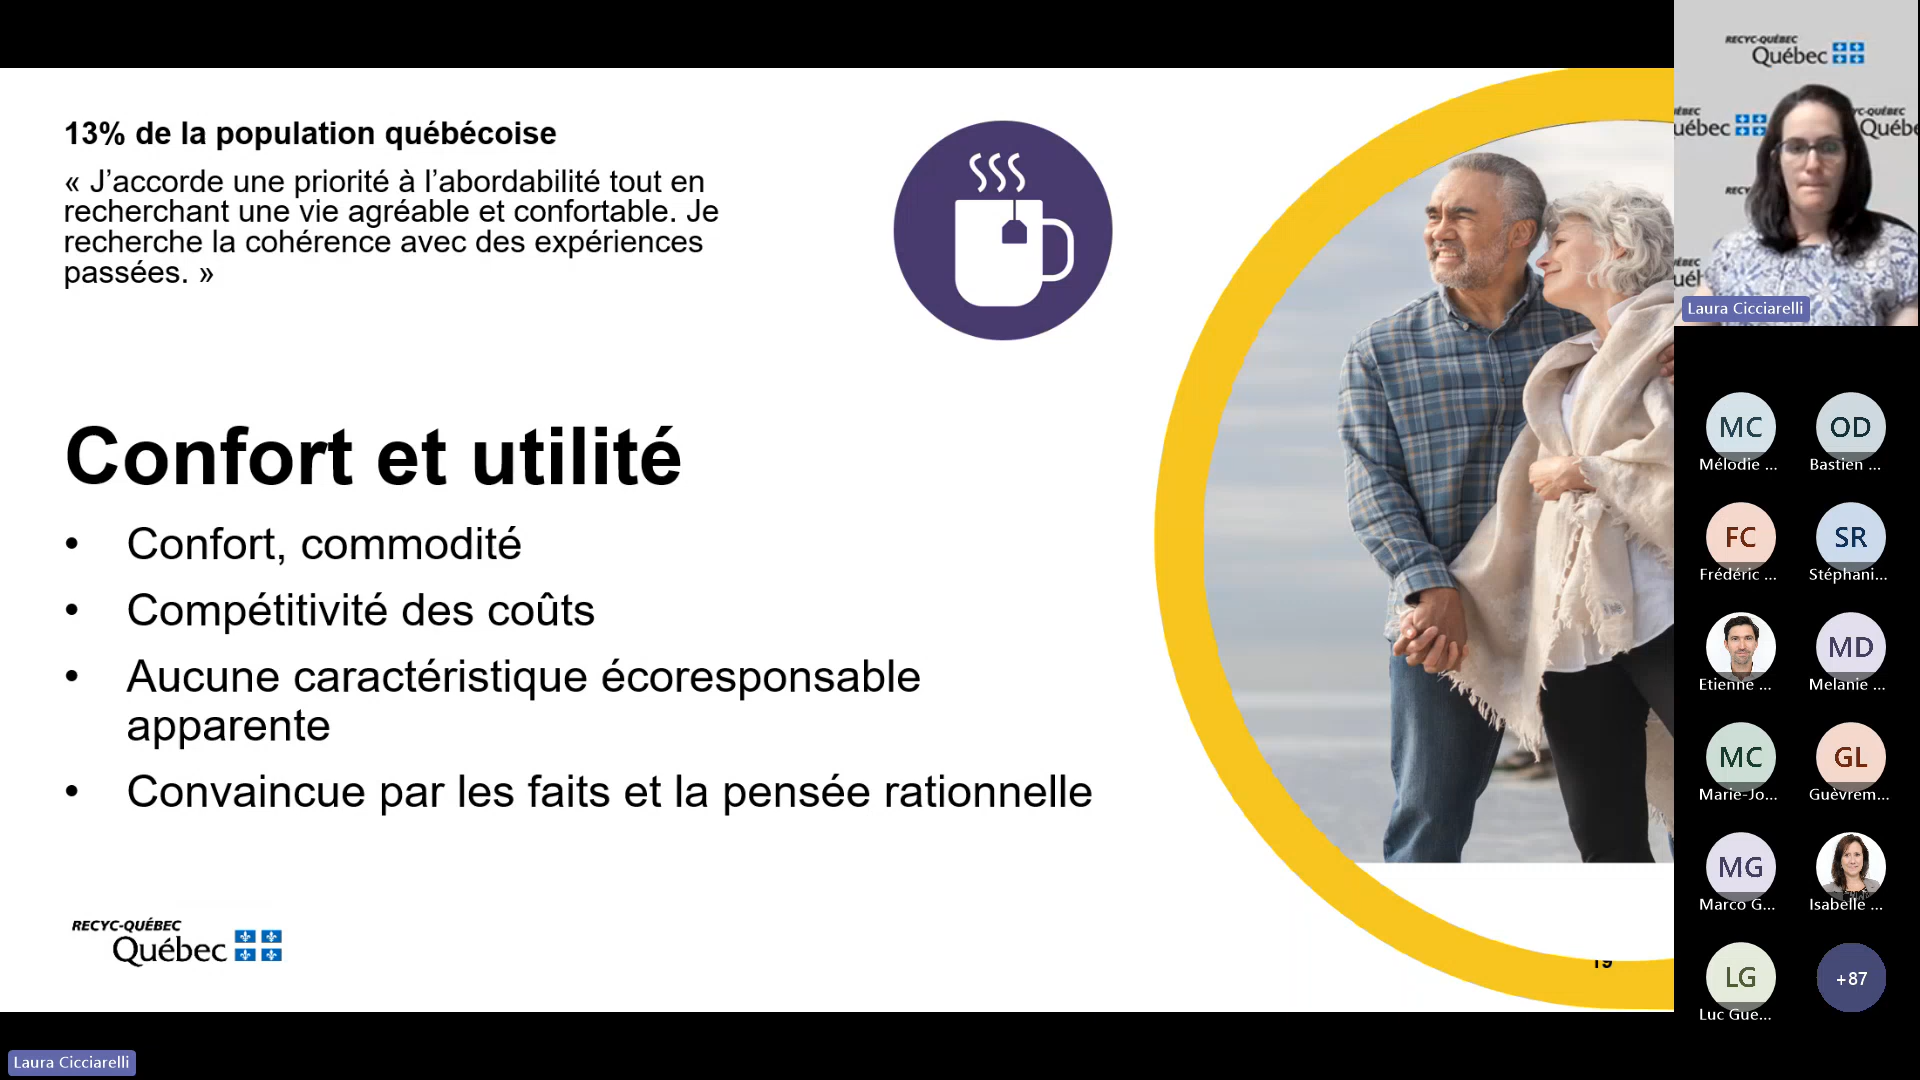 13% de la population québécoise
« J’accorde une priorité à l’abordabilité tout en
recherchant une vie agréable et confortable. Je
recherche la cohérence avec des expériences
passées. »
Confort et utilité
• Confort, commodité
• Compétitivité des coûts
• Aucune caractéristique écoresponsable
apparente
• Convaincue par les faits et la pensée rationnelle
RECYC-QUÉBEC
Québec
19
Laura Cicciarelli
RECYC-QUÉBEC
Québec
Laura Cicciarelli
MC
Mélodie ...
OD
Bastien ...
FC
Frédéric ...
SR
Stéphani...
Etienne ...
MD
Melanie ...
MC
Marie-Jo...
GL
Guèvrem...
MG
Marco G...
Isabelle ...
LG
Luc Gue...
+87